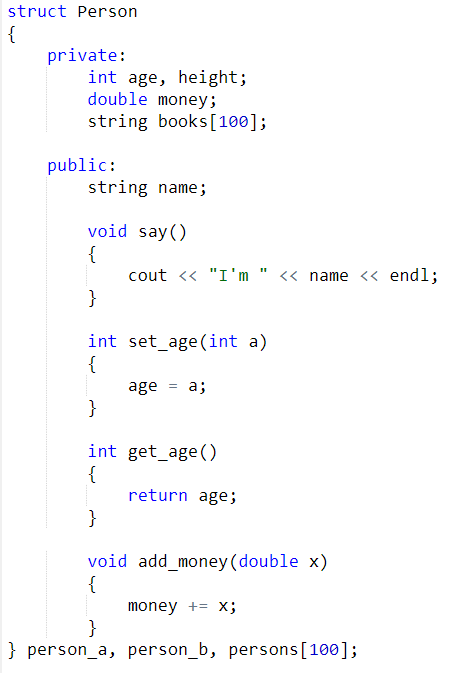 struct Person
{
    private:
        int age, height;
        double money;
        string books[100];

    public:
        string name;

        void say()
        {
            cout << "I'm " << name << endl;
        }

        int set_age(int a)
        {
            age = a;
        }

        int get_age()
        {
            return age;
        }

        void add_money(double x)
        {
            money += x;
        }
} person_a, person_b, persons[100];